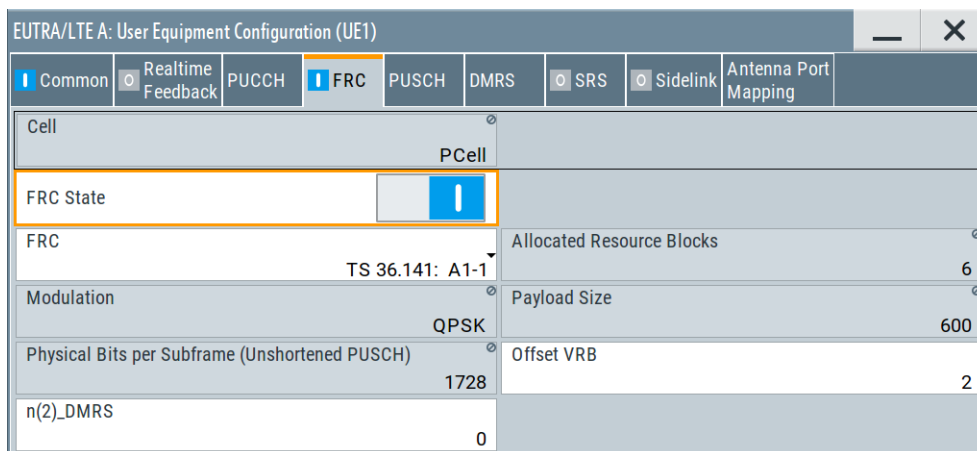 EUTRA/LTE A: User Equipment Configuration (UE1)
Common
Realtime
Feedback
PUCCH
FRC
PUSCH
DMRS
SRS
Sidelink
Antenna Port
Mapping
Cell
PCell
FRC State
FRC
TS 36.141: A1-1
Allocated Resource Blocks
6
Modulation
QPSK
Payload Size
600
Physical Bits per Subframe (Unshortened PUSCH)
1728
Offset VRB
2
n(2)_DMRS
0